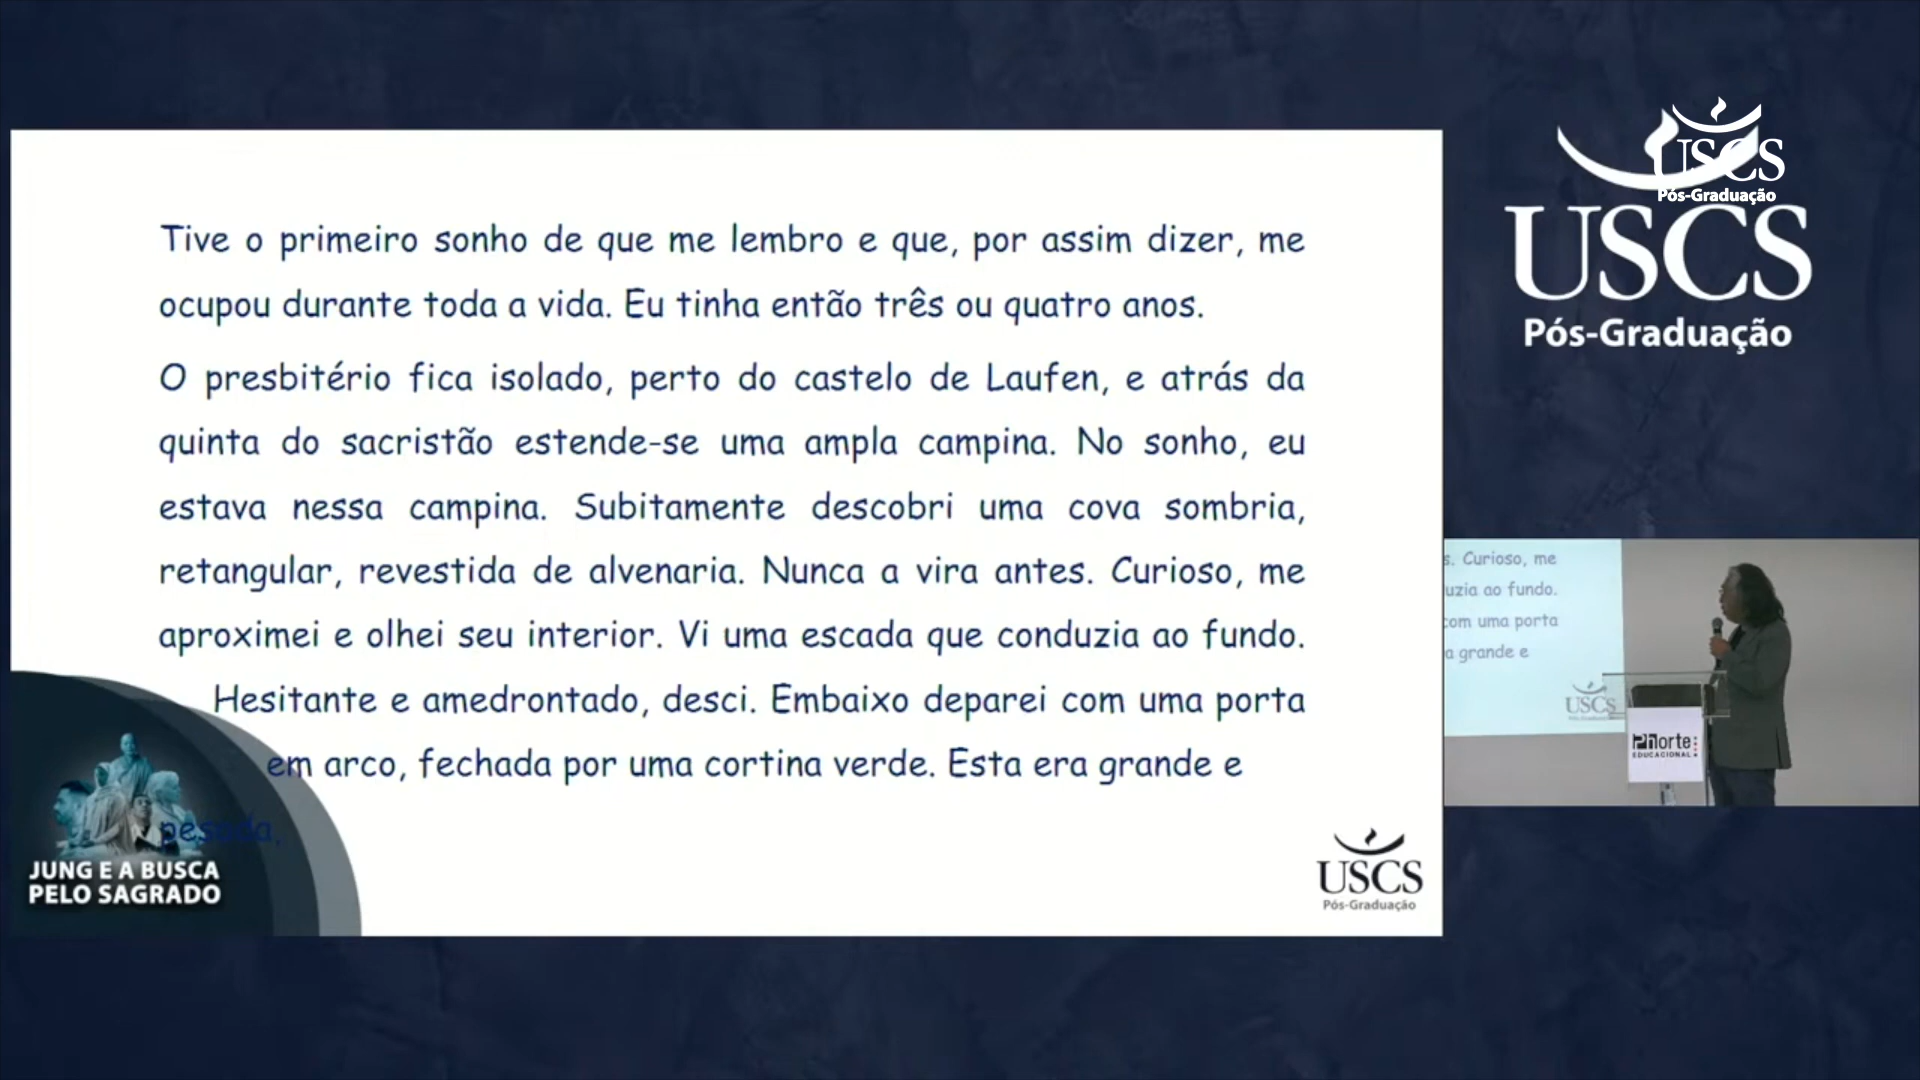 Tive o primeiro sonho de que me lembro e que, por assim dizer, me
ocupou durante toda a vida. Eu tinha então três ou quatro anos.
O presbitério fica isolado, perto do castelo de Laufen, e atrás da
quinta do sacristão estende-se uma ampla campina. No sonho, eu
estava nessa campina. Subitamente descobri uma cova sombria,
retangular, revestida de alvenaria. Nunca a vira antes. Curioso, me
aproximei e olhei seu interior. Vi uma escada que conduzia ao fundo.
Hesitante e amedrontado, desci. Embaixo deparei com uma porta
em arco, fechada por uma cortina verde. Esta era grande e
pesada,
JUNG E A BUSCA
PELO SAGRADO
USCS
Pós-Graduação
USCS
Pós-Graduação
USCS
Pós-Graduação
s. Curioso, me
uzia ao fundo.
com uma porta
a grande e
USCS
Phorte
EDUCACIONAL